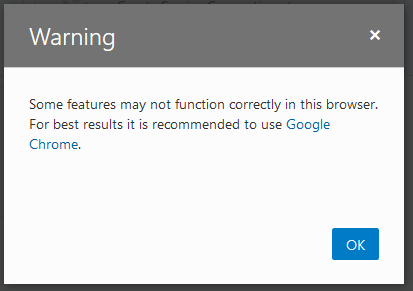 Warning
×
Some features may not function correctly in this browser.
For best results it is recommended to use Google
Chrome.
OK